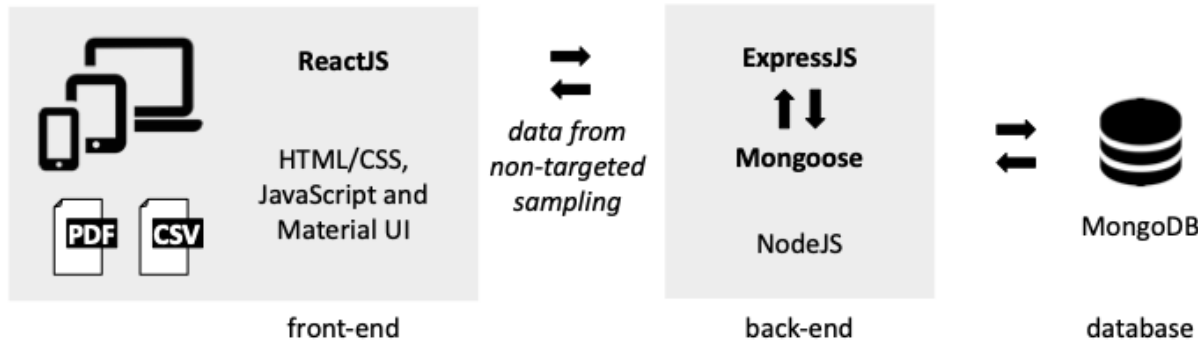 ReactJS
HTML/CSS,
JavaScript and
Material UI
PDF
CSV
front-end
data from
non-targeted
sampling
ExpressJS
Mongoose
NodeJS
back-end
MongoDB
database